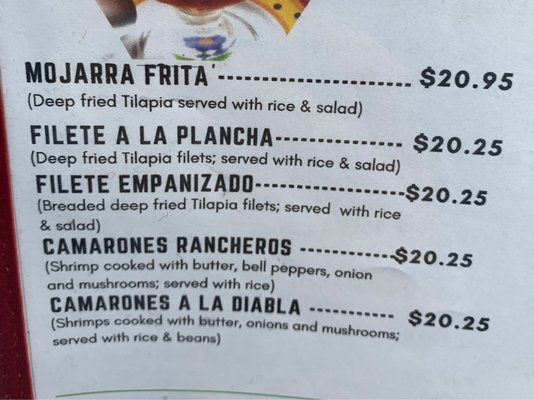 MOJARRA FRITA ---------------------- $20.95
(Deep fried Tilapia served with rice & salad)
FILETE A LA PLANCHA--------------- $20.25
(Deep fried Tilapia filets; served with rice & salad)
FILETE EMPANIZADO------------------$20.25
(Breaded deep fried Tilapia filets; served with rice
& salad)
CAMARONES RANCHEROS -----------$20.25
(Shrimp cooked with butter, bell peppers, onion
and mushrooms; served with rice)
CAMARONES A LA DIABLA ----------- $20.25
(Shrimps cooked with butter, onions and mushrooms;
served with rice & beans)